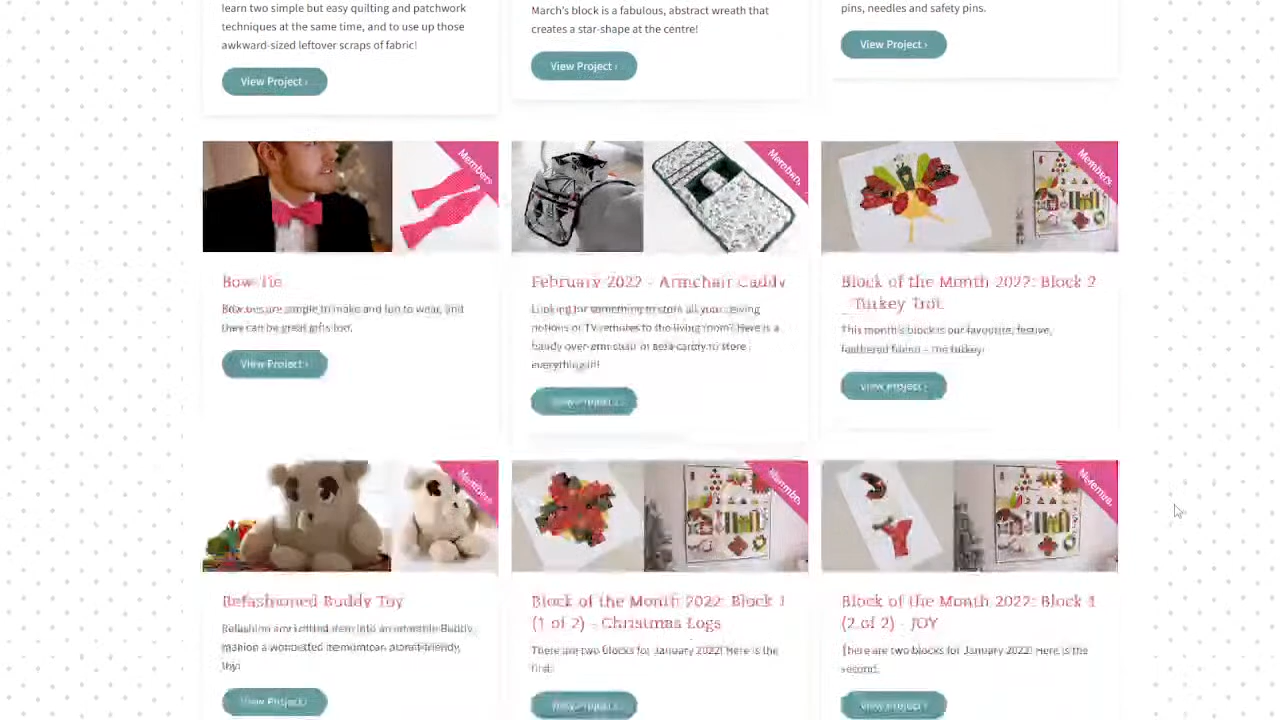 learn two simple but easy quilting and patchwork
techniques at the same time, and to use up those
awkward-sized leftover scraps of fabric!
View Project ›
March's block is a fabulous, abstract wreath that
creates a star-shape at the centre!
View Project ›
pins, needles and safety pins.
View Project ›
Members
Bow Tie
Bow ties are simple to make and fun to wear, and
they can be great gifts too.
View Project ›
Members
February 2022 - Armchair Caddy
Looking for something to store all your sewing
notions or TV remotes in the living room? Here is a
handy over-arm chair or sofa caddy to store
everything in!
View Project ›
Members
Block of the Month 2022: Block 2
- Turkey Trot
This month's block is our favourite, festive,
feathered friend – the turkey!
View Project ›
Members
Refashioned Buddy Toy
Refashion any knitted item into an adorable Buddy,
planet-friendly,
toy!
View Project ›
Members
Block of the Month 2022: Block 1
(1 of 2) - Christmas Logs
There are two blocks for January 2022! Here is the
first.
View Project ›
Members
Block of the Month 2022: Block 1
(2 of 2) - JOY
There are two blocks for January 2022! Here is the
second.
View Project ›